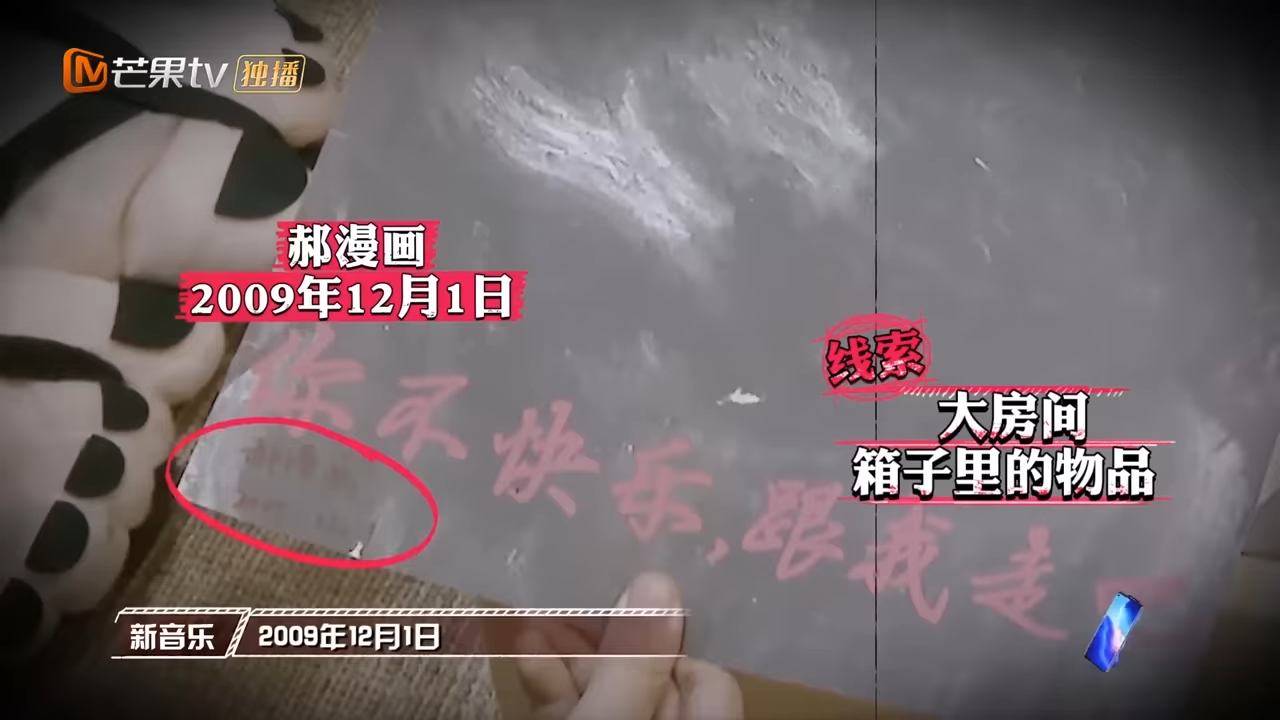 芒果tv 独播
郝漫画
2009年12月1日
线索
大房间
箱子里的物品
你不快乐,跟我走
新音乐 2009年12月1日